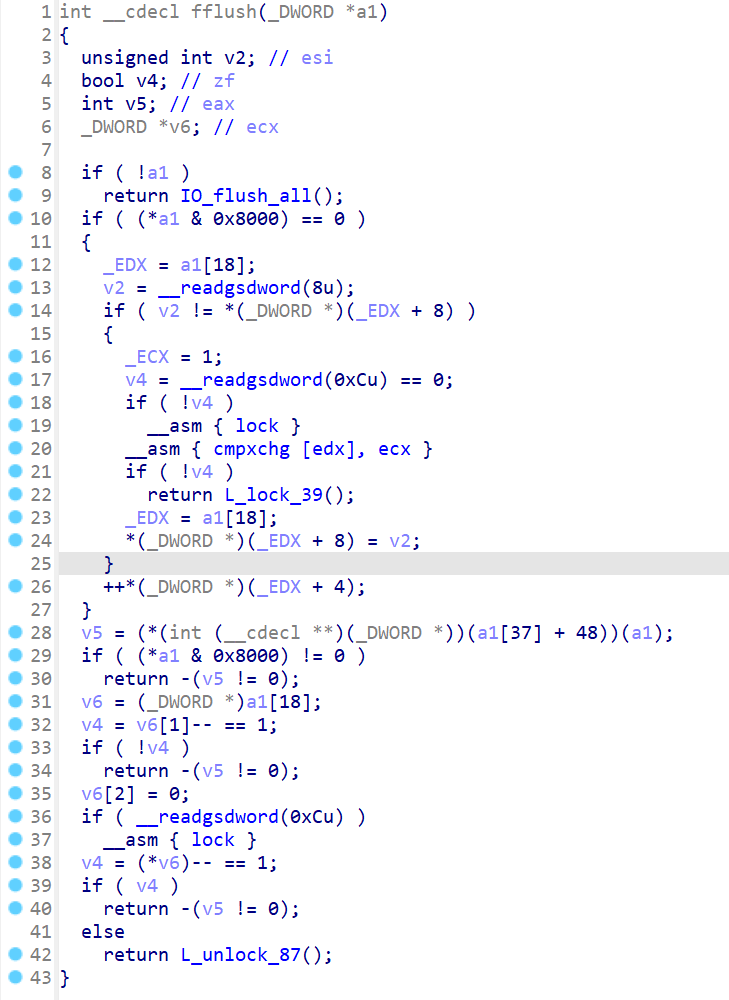 1 int __cdecl fflush(_DWORD *a1)
2 {
3 unsigned int v2; // esi
4 bool v4; // zf
5 int v5; // eax
6 _DWORD *v6; // ecx
7
8 if ( !a1 )
9 return IO_flush_all();
10 if ( (*a1 & 0x8000) == 0 )
11 {
12 _EDX = a1[18];
13 v2 = __readgsdword(8u);
14 if ( v2 != *(_DWORD *)(_EDX + 8) )
15 {
16 _ECX = 1;
17 v4 = __readgsdword(0xCu) == 0;
18 if ( !v4 )
19 __asm { lock }
20 __asm { cmpxchg [edx], ecx }
21 if ( !v4 )
22 return L_lock_39();
23 _EDX = a1[18];
24 *(_DWORD *)(_EDX + 8) = v2;
25 }
26 ++*(_DWORD *)(_EDX + 4);
27 }
28 v5 = (*(int (__cdecl **)(_DWORD *))(a1[37] + 48))(a1);
29 if ( (*a1 & 0x8000) != 0 )
30 return -(v5 != 0);
31 v6 = (_DWORD *)a1[18];
32 v4 = v6[1]-- == 1;
33 if ( !v4 )
34 return -(v5 != 0);
35 v6[2] = 0;
36 if ( __readgsdword(0xCu) )
37 __asm { lock }
38 v4 = (*v6)-- == 1;
39 if ( v4 )
40 return -(v5 != 0);
41 else
42 return L_unlock_87();
43 }